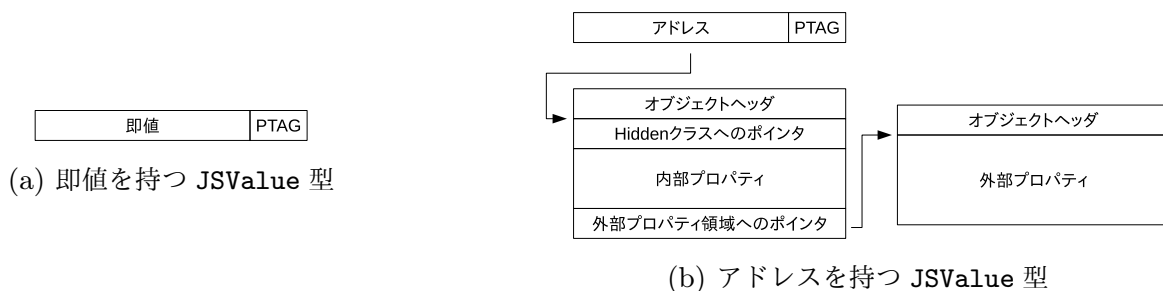 即値 PTAG
(a) 即値を持つ JSValue 型
アドレス PTAG
オブジェクトヘッダ
Hiddenクラスへのポインタ
内部プロパティ
外部プロパティ領域へのポインタ
オブジェクトヘッダ
外部プロパティ
(b) アドレスを持つ JSValue 型